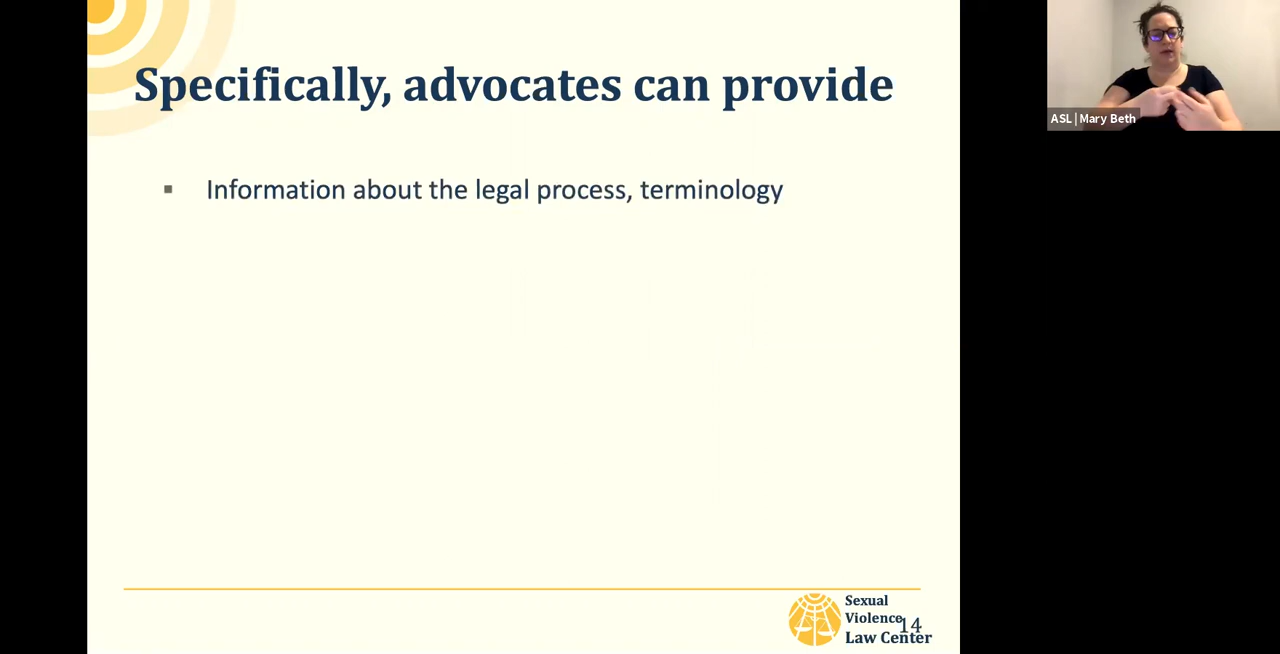 Specifically, advocates can provide
▪ Information about the legal process, terminology
ASL | Mary Beth
Sexual
Violence
Law Center
14